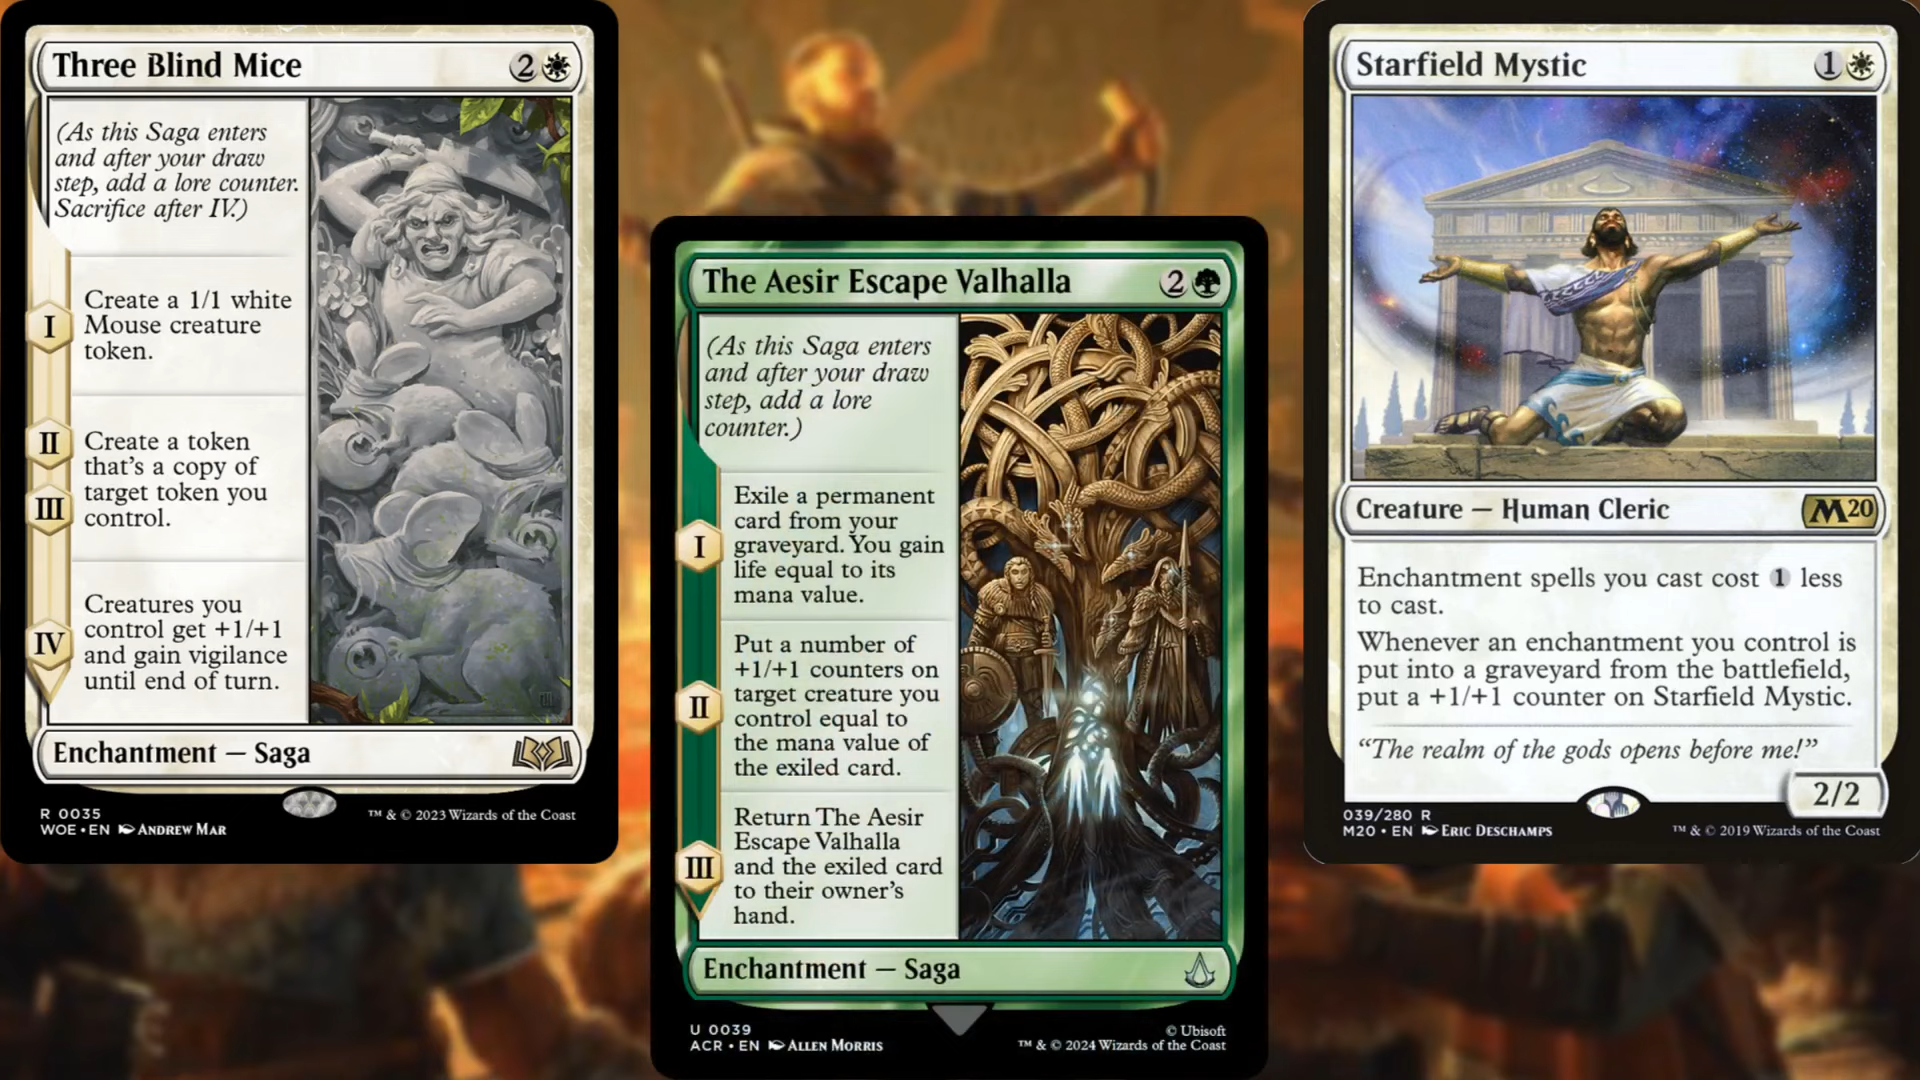 Three Blind Mice 2
(As this Saga enters
and after your draw
step, add a lore counter.
Sacrifice after IV.)
I
Create a 1/1 white
Mouse creature
token.
II
III
Create a token
that's a copy of
target token you
control.
IV
Creatures you
control get +1/+1
and gain vigilance
until end of turn.
Enchantment — Saga
R 0035
WOE • EN ANDREW MAR
™ & © 2023 Wizards of the Coast
The Aesir Escape Valhalla 2
(As this Saga enters
and after your draw
step, add a lore
counter.)
I
Exile a permanent
card from your
graveyard. You gain
life equal to its
mana value.
II
Put a number of
+1/+1 counters on
target creature you
control equal to
the mana value of
the exiled card.
III
Return The Aesir
Escape Valhalla
and the exiled card
to their owner's
hand.
Enchantment — Saga
U 0039
ACR • EN ALLEN MORRIS
© Ubisoft
™ & © 2024 Wizards of the Coast
Starfield Mystic 1
Creature — Human Cleric M20
Enchantment spells you cast cost 1 less
to cast.
Whenever an enchantment you control is
put into a graveyard from the battlefield,
put a +1/+1 counter on Starfield Mystic.
“The realm of the gods opens before me!”
2/2
039/280 R
M20 • EN ERIC DESCHAMPS
™ & © 2019 Wizards of the Coast